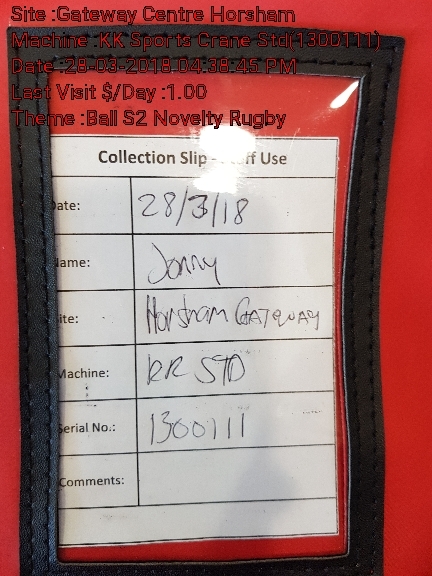 Site :Gateway Centre Horsham
Machine :KK Sports Crane Std(1300111)
Date :28-03-2018 04:38:45 PM
Last Visit $/Day :1.00
Theme :Ball S2 Novelty Rugby
Collection Slip - Staff Use
Date: 28/3/18
Name: Jonny
Site: Horsham GATEWAY
Machine: KK STD
Serial No.: 1300111
Comments: